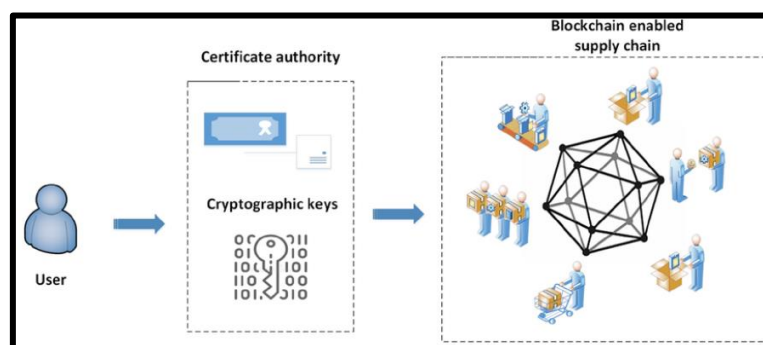 Certificate authority
Blockchain enabled
supply chain
Cryptographic keys
User